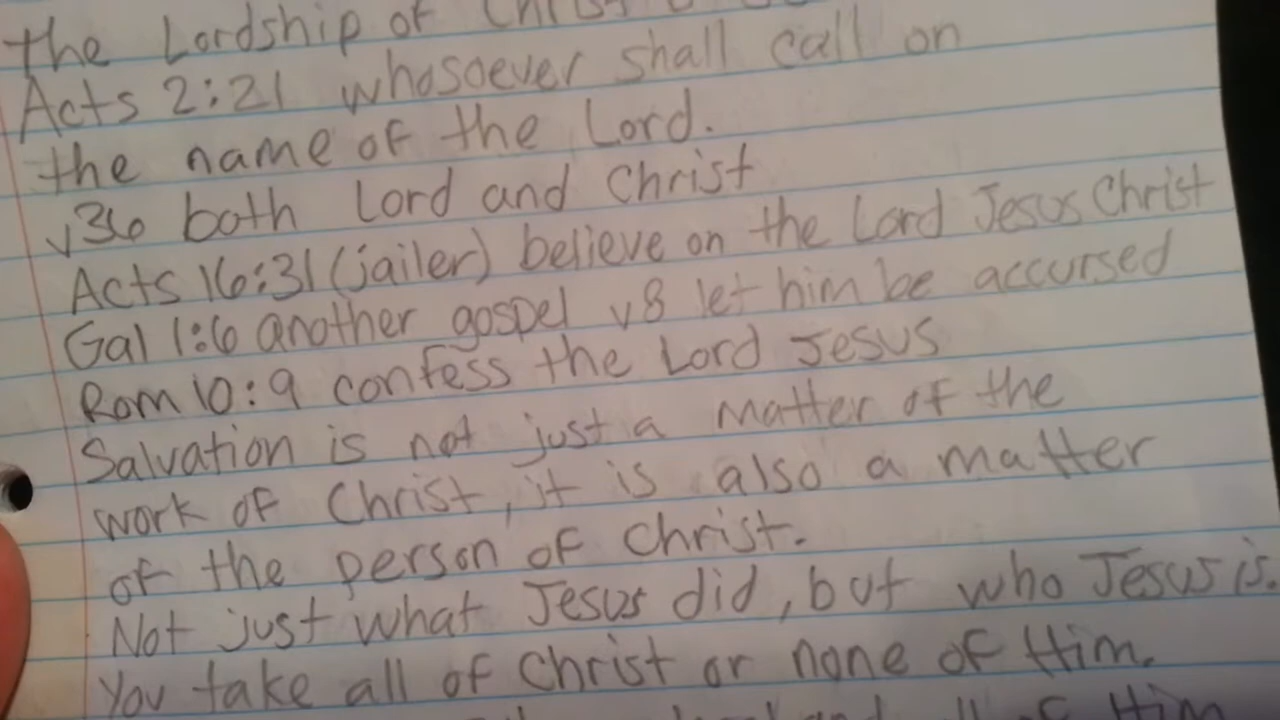 the Lordship of Christ
Acts 2:21 whosoever shall call on
the name of the Lord.
v36 both Lord and Christ
Acts 16:31 (jailer) believe on the Lord Jesus Christ
Gal 1:6 another gospel v8 let him be accursed
Rom 10:9 confess the Lord Jesus
Salvation is not just a matter of the
work of Christ, it is also a matter
of the person of Christ.
Not just what Jesus did, but who Jesus is.
You take all of Christ or none of Him.
of Him